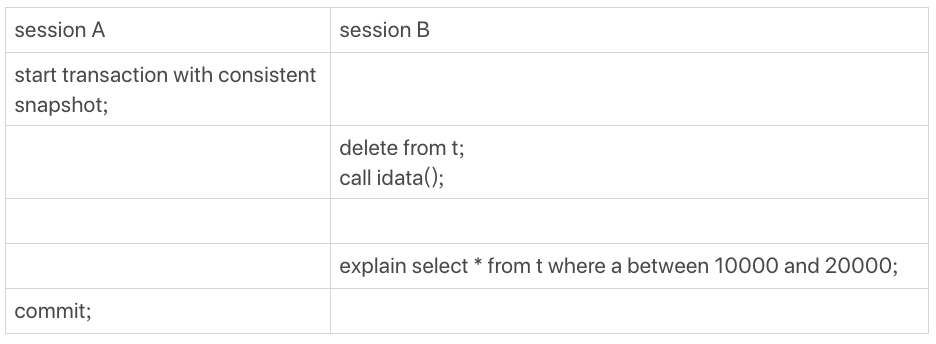 session A
session B
start transaction with consistent
snapshot;
delete from t;
call idata();
explain select * from t where a between 10000 and 20000;
commit;